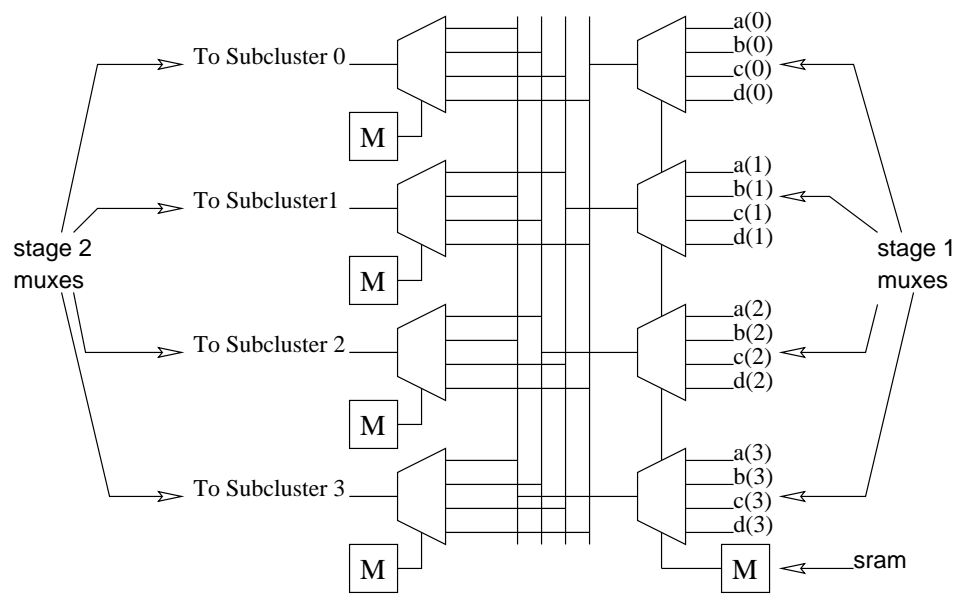 To Subcluster 0
M
a(0)
b(0)
c(0)
d(0)
To Subcluster1
M
a(1)
b(1)
c(1)
d(1)
stage 2
muxes
stage 1
muxes
To Subcluster 2
M
a(2)
b(2)
c(2)
d(2)
To Subcluster 3
M
a(3)
b(3)
c(3)
d(3)
M
sram